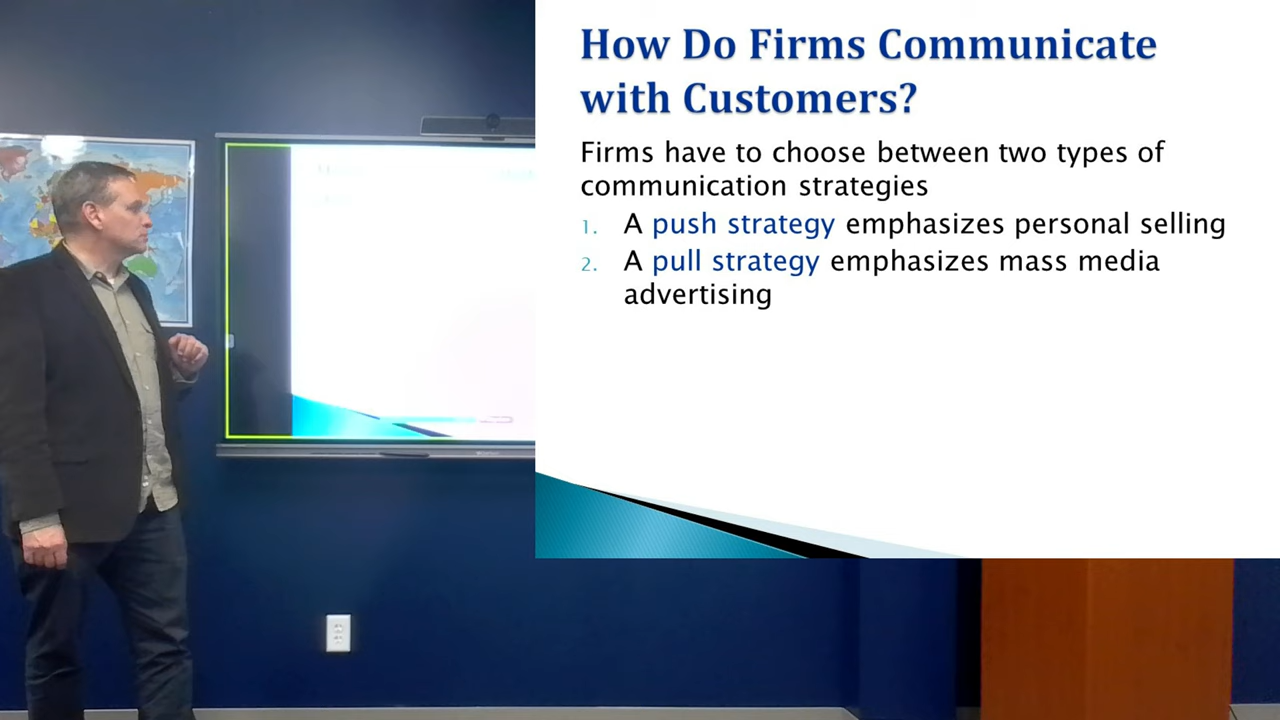 How Do Firms Communicate
with Customers?
Firms have to choose between two types of
communication strategies
1. A push strategy emphasizes personal selling
2. A pull strategy emphasizes mass media
advertising